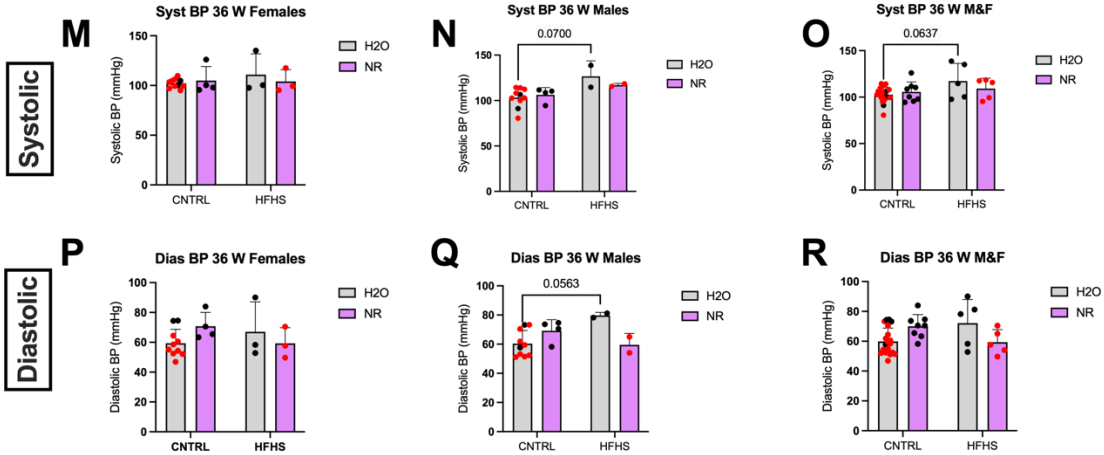 Systolic
M
Syst BP 36 W Females
Systolic BP (mmHg)
150
100
50
0
CNTRL
HFHS
H2O
NR
N
Syst BP 36 W Males
0.0700
Systolic BP (mmHg)
150
100
50
0
CNTRL
HFHS
H2O
NR
O
Syst BP 36 W M&F
0.0637
Systolic BP (mmHg)
150
100
50
0
CNTRL
HFHS
H2O
NR
Diastolic
P
Dias BP 36 W Females
Diastolic BP (mmHg)
100
80
60
40
20
0
CNTRL
HFHS
H2O
NR
Q
Dias BP 36 W Males
0.0563
Diastolic BP (mmHg)
100
80
60
40
20
0
CNTRL
HFHS
H2O
NR
R
Dias BP 36 W M&F
Diastolic BP (mmHg)
100
80
60
40
20
0
CNTRL
HFHS
H2O
NR